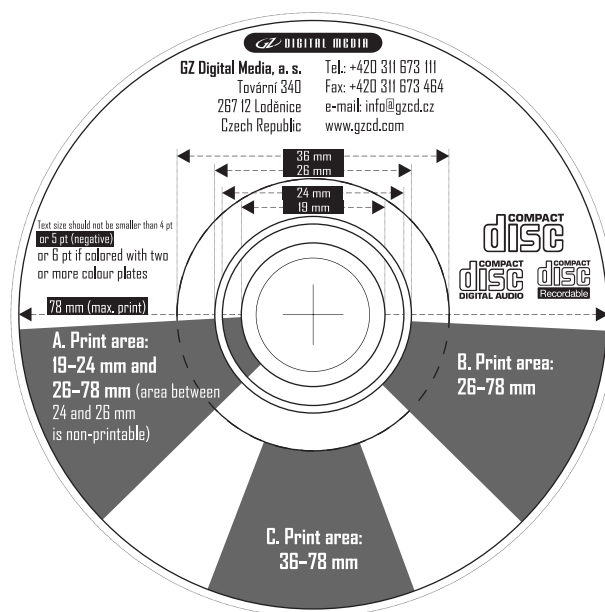 GZ DIGITAL MEDIA
GZ Digital Media, a. s.
Tovární 340
267 12 Loděnice
Czech Republic
Tel.: +420 311 673 111
Fax: +420 311 673 464
e-mail: info@gzcd.cz
www.gzcd.com
36 mm
26 mm
24 mm
19 mm
Text size should not be smaller than 4 pt
or 5 pt (negative)
or 6 pt if colored with two
or more colour plates
COMPACT
disc
COMPACT
disc
DIGITAL AUDIO
COMPACT
disc
Recordable
78 mm (max. print)
A. Print area:
19–24 mm and
26–78 mm (area between
24 and 26 mm
is non-printable)
B. Print area:
26–78 mm
C. Print area:
36–78 mm